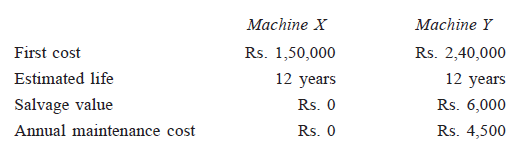 Machine X Machine Y
First cost Rs. 1,50,000 Rs. 2,40,000
Estimated life 12 years 12 years
Salvage value Rs. 0 Rs. 6,000
Annual maintenance cost Rs. 0 Rs. 4,500